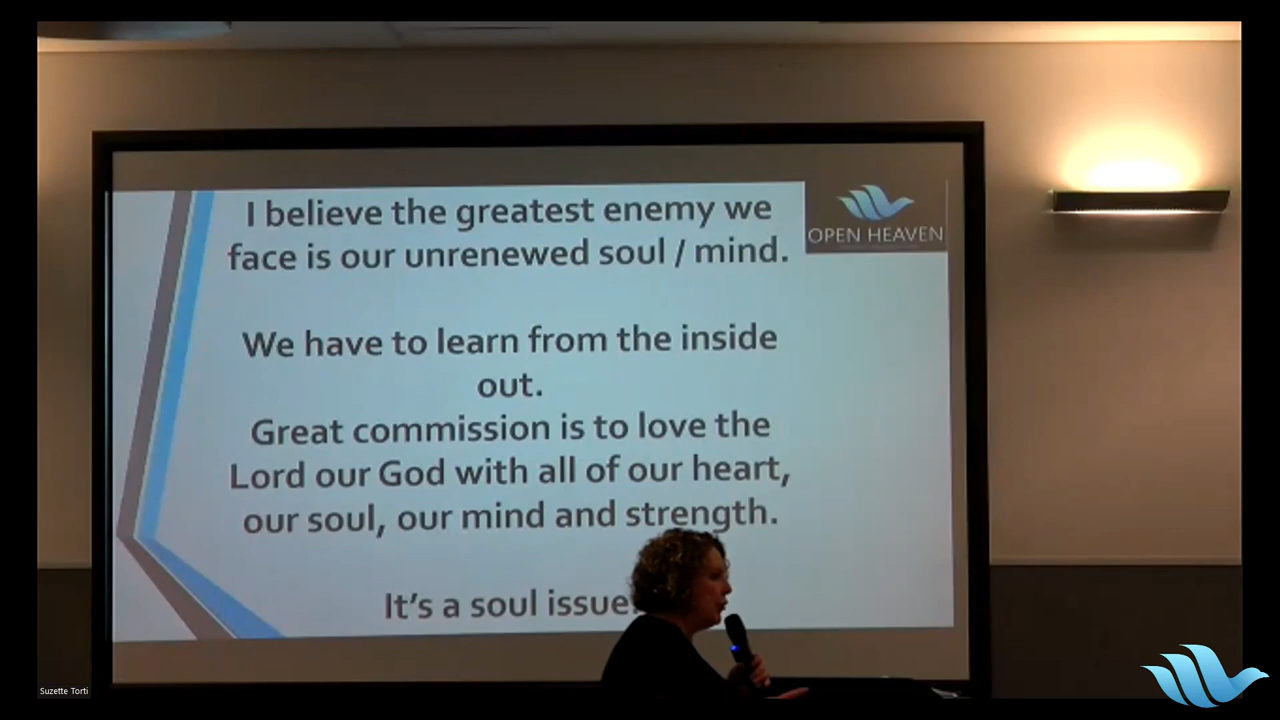 I believe the greatest enemy we
face is our unrenewed soul / mind.
OPEN HEAVEN
We have to learn from the inside
out.
Great commission is to love the
Lord our God with all of our heart,
our soul, our mind and strength.
It's a soul issue
Suzette Torti